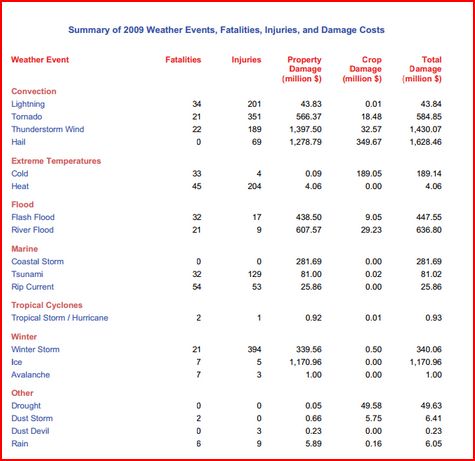 Summary of 2009 Weather Events, Fatalities, Injuries, and Damage Costs
Weather Event Fatalities Injuries Property Damage (million $) Crop Damage (million $) Total Damage (million $)
Convection
Lightning 34 201 43.83 0.01 43.84
Tornado 21 351 566.37 18.48 584.85
Thunderstorm Wind 22 189 1,397.50 32.57 1,430.07
Hail 0 69 1,278.79 349.67 1,628.46
Extreme Temperatures
Cold 33 4 0.09 189.05 189.14
Heat 45 204 4.06 0.00 4.06
Flood
Flash Flood 32 17 438.50 9.05 447.55
River Flood 21 9 607.57 29.23 636.80
Marine
Coastal Storm 0 0 281.69 0.00 281.69
Tsunami 32 129 81.00 0.02 81.02
Rip Current 54 53 25.86 0.00 25.86
Tropical Cyclones
Tropical Storm / Hurricane 2 1 0.92 0.01 0.93
Winter
Winter Storm 21 394 339.56 0.50 340.06
Ice 7 5 1,170.96 0.00 1,170.96
Avalanche 7 3 1.00 0.00 1.00
Other
Drought 0 0 0.05 49.58 49.63
Dust Storm 2 0 0.66 5.75 6.41
Dust Devil 0 3 0.23 0.00 0.23
Rain 6 9 5.89 0.16 6.05